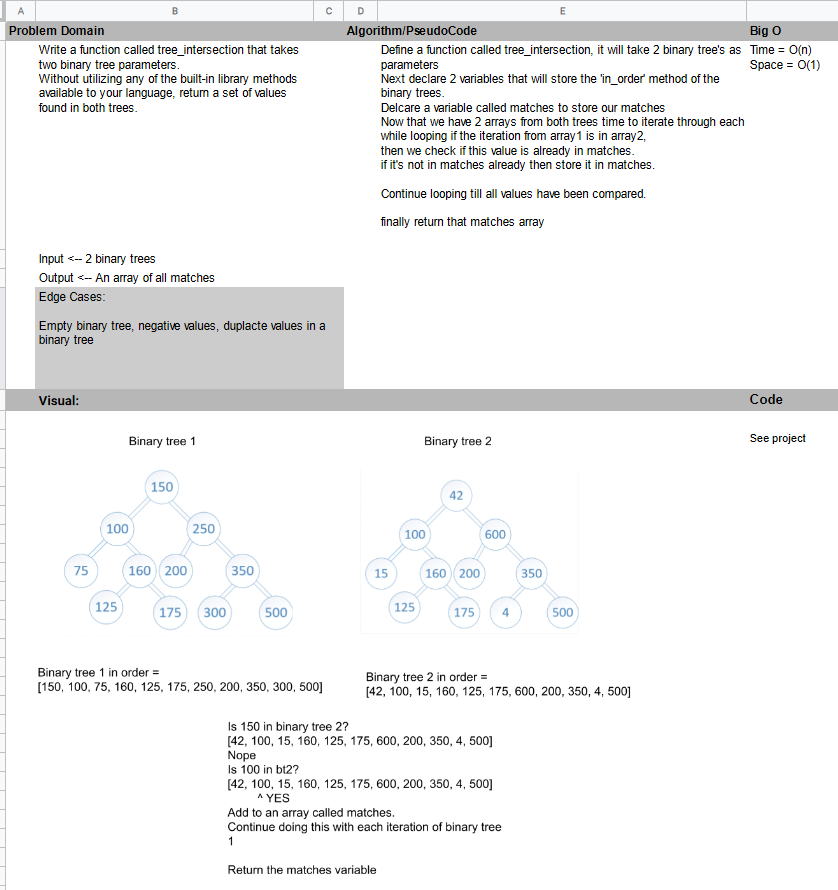 A B C D E
Problem Domain Algorithm/PseudoCode Big O
Write a function called tree_intersection that takes
two binary tree parameters.
Without utilizing any of the built-in library methods
available to your language, return a set of values
found in both trees.
Define a function called tree_intersection, it will take 2 binary tree's as
parameters
Next declare 2 variables that will store the 'in_order' method of the
binary trees.
Delcare a variable called matches to store our matches
Now that we have 2 arrays from both trees time to iterate through each
while looping if the iteration from array1 is in array2,
then we check if this value is already in matches.
if it's not in matches already then store it in matches.
Continue looping till all values have been compared.
finally return that matches array
Time = O(n)
Space = O(1)
Input <-- 2 binary trees
Output <-- An array of all matches
Edge Cases:
Empty binary tree, negative values, duplacte values in a
binary tree
Visual: Code
See project
Binary tree 1
150
100 250
75 160 200 350
125 175 300 500
Binary tree 2
42
100 600
15 160 200 350
125 175 4 500
Binary tree 1 in order =
[150, 100, 75, 160, 125, 175, 250, 200, 350, 300, 500]
Binary tree 2 in order =
[42, 100, 15, 160, 125, 175, 600, 200, 350, 4, 500]
Is 150 in binary tree 2?
[42, 100, 15, 160, 125, 175, 600, 200, 350, 4, 500]
Nope
Is 100 in bt2?
[42, 100, 15, 160, 125, 175, 600, 200, 350, 4, 500]
^ YES
Add to an array called matches.
Continue doing this with each iteration of binary tree
1
Return the matches variable